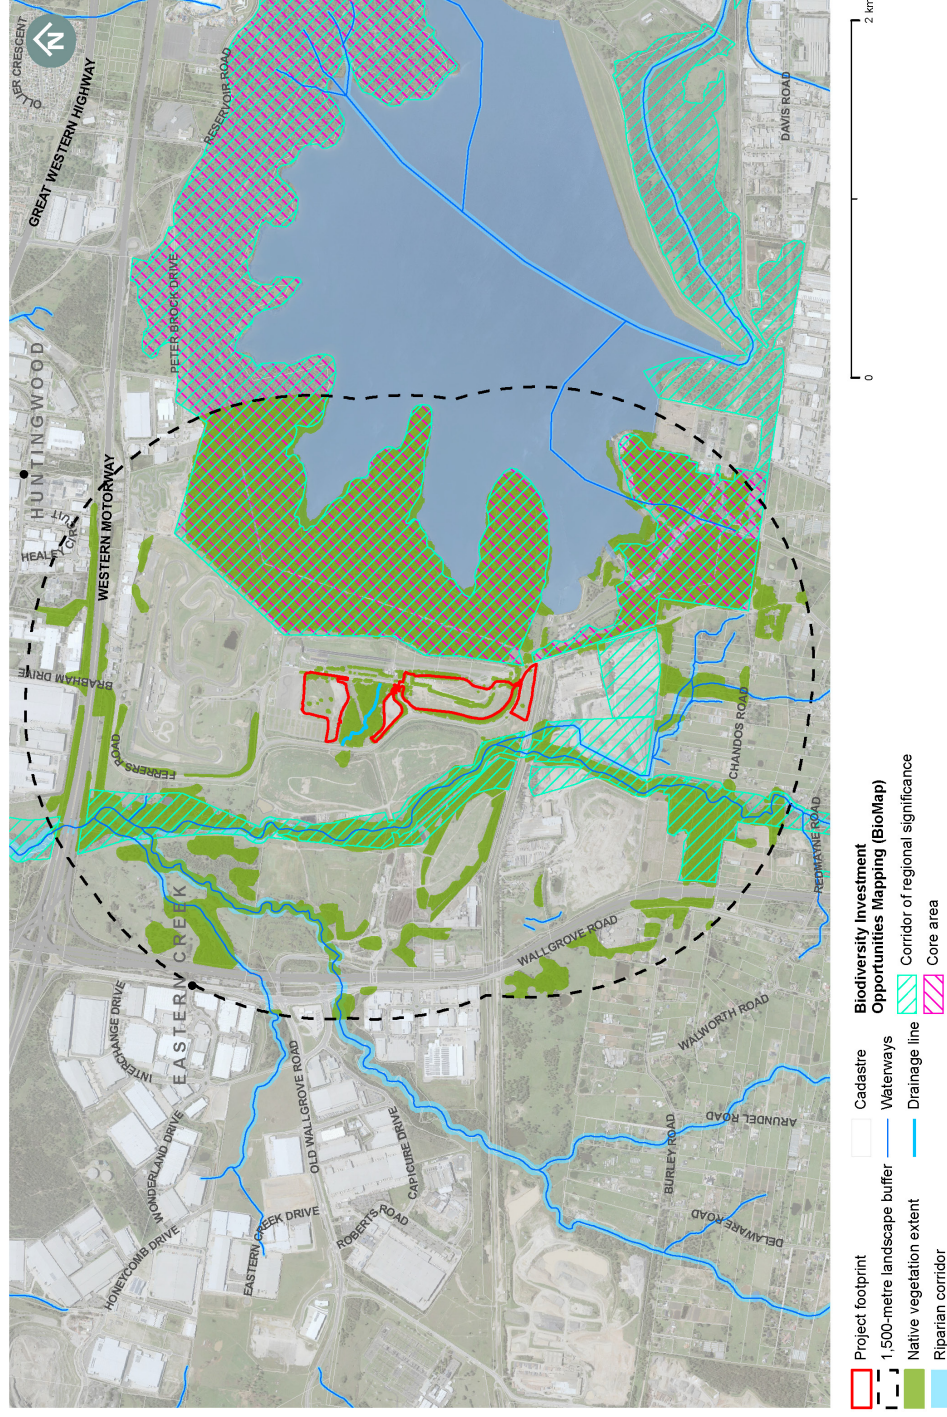 N
OLLIER CRESCENT
GREAT WESTERN HIGHWAY
RESERVOIR ROAD
DAVIS ROAD
PETER BROCK DRIVE
HUNTINGWOOD
WESTERN MOTORWAY
BRABHAM DRIVE
FERRERS ROAD
CHANDOS ROAD
REDMAYNE ROAD
WALLGROVE ROAD
EASTERN CREEK
INTERCHANGE DRIVE
WONDERLAND DRIVE
OLD WALLGROVE ROAD
WALWORTH ROAD
ARUNDEL ROAD
CAPICURE DRIVE
BURLEY ROAD
HONEYCOMB DRIVE
EASTERN CREEK DRIVE
ROBERTS ROAD
DELAWARE ROAD
0
2 km
Project footprint
1,500-metre landscape buffer
Native vegetation extent
Riparian corridor
Cadastre
Waterways
Drainage line
Biodiversity Investment
Opportunities Mapping (BioMap)
Corridor of regional significance
Core area